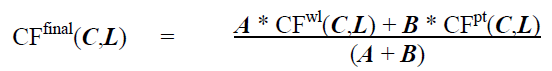 CF^final(C,L) = A * CF^wl(C,L) + B * CF^pt(C,L)
(A + B)